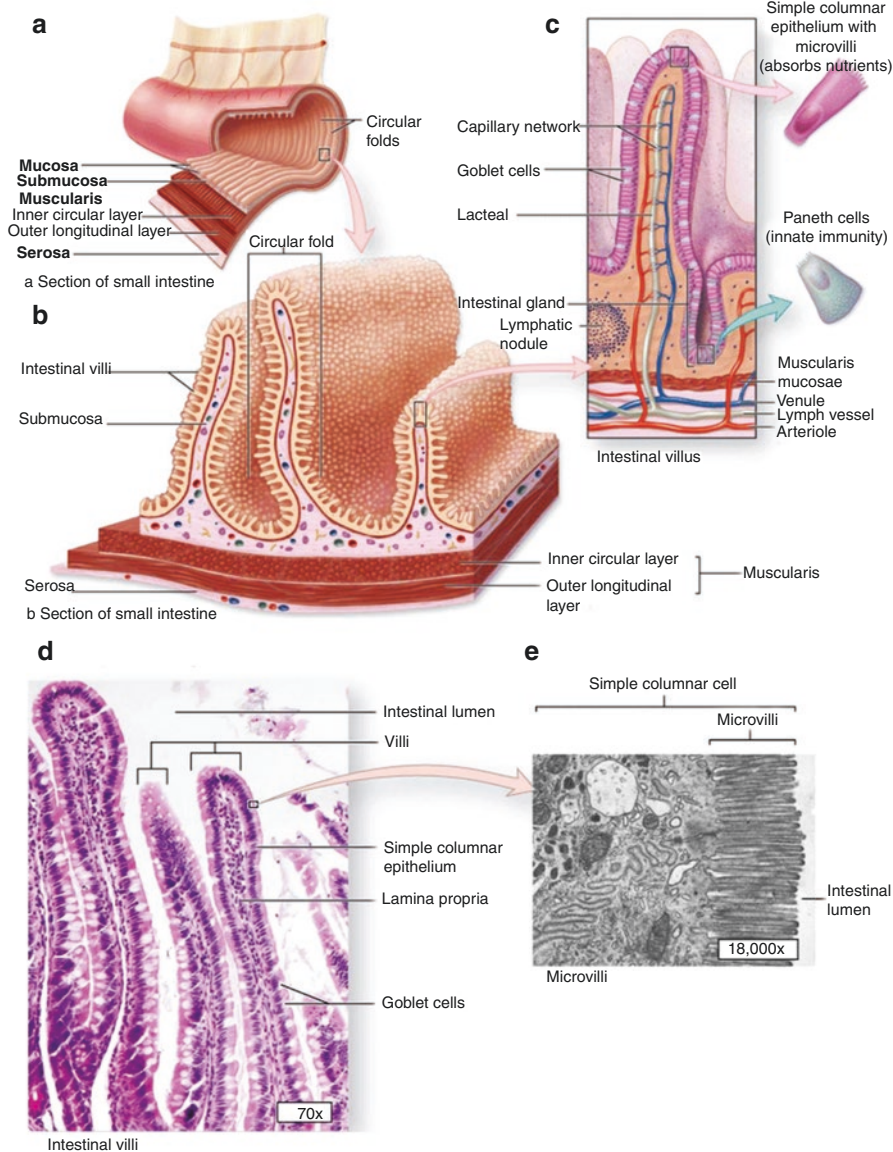 a
Circular
folds
Mucosa
Submucosa
Muscularis
Inner circular layer
Outer longitudinal layer
Serosa
a Section of small intestine
b
Circular fold
Intestinal villi
Submucosa
Inner circular layer
Outer longitudinal
layer
Muscularis
Serosa
b Section of small intestine
c
Simple columnar
epithelium with
microvilli
(absorbs nutrients)
Capillary network
Goblet cells
Lacteal
Paneth cells
(innate immunity)
Intestinal gland
Lymphatic
nodule
Muscularis
mucosae
Venule
Lymph vessel
Arteriole
Intestinal villus
d
Intestinal lumen
Villi
Simple columnar
epithelium
Lamina propria
Goblet cells
70x
Intestinal villi
e
Simple columnar cell
Microvilli
Intestinal
lumen
18,000x
Microvilli